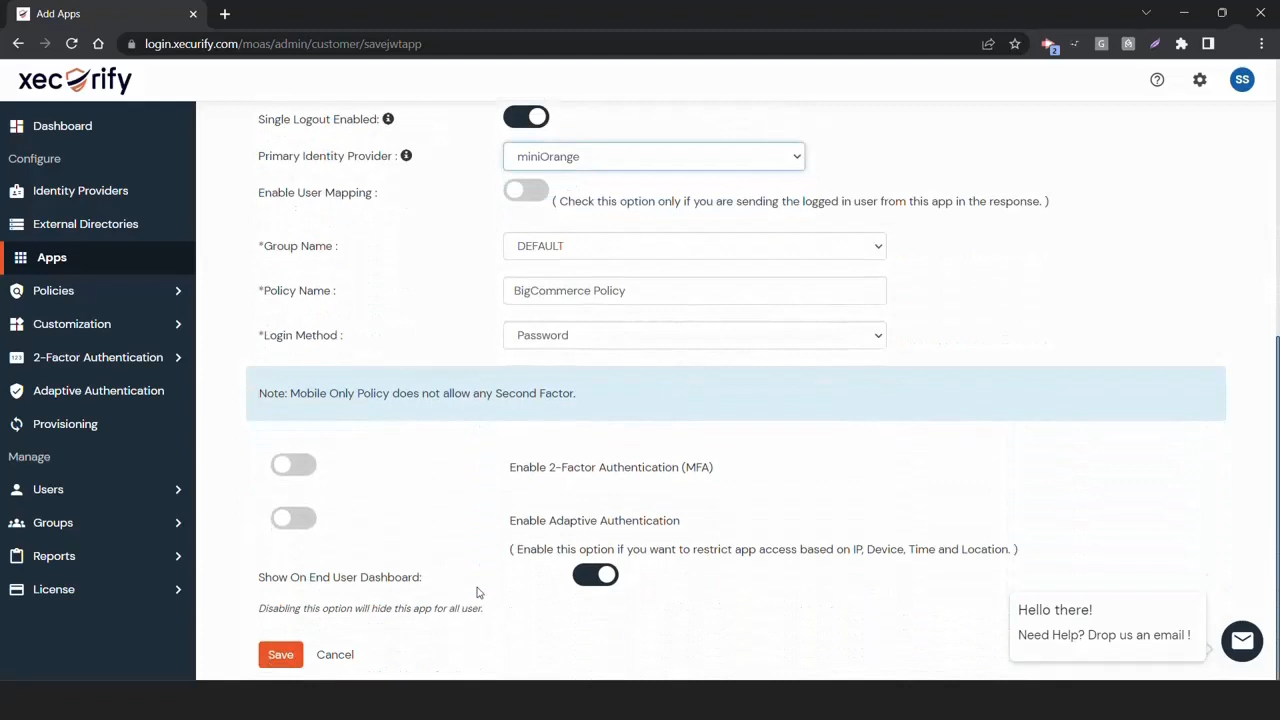 Add Apps
login.xecurify.com/moas/admin/customer/savejwtapp
2
G
xecurify
SS
Dashboard
Configure
Identity Providers
External Directories
Apps
Policies
Customization
123
2-Factor Authentication
Adaptive Authentication
Provisioning
Manage
Users
Groups
Reports
License
Single Logout Enabled:
Primary Identity Provider :
miniOrange
Enable User Mapping :
( Check this option only if you are sending the logged in user from this app in the response. )
*Group Name :
DEFAULT
*Policy Name :
BigCommerce Policy
*Login Method :
Password
Note: Mobile Only Policy does not allow any Second Factor.
Enable 2-Factor Authentication (MFA)
Enable Adaptive Authentication
( Enable this option if you want to restrict app access based on IP, Device, Time and Location. )
Show On End User Dashboard:
Disabling this option will hide this app for all user.
Save
Cancel
Hello there!
Need Help? Drop us an email !